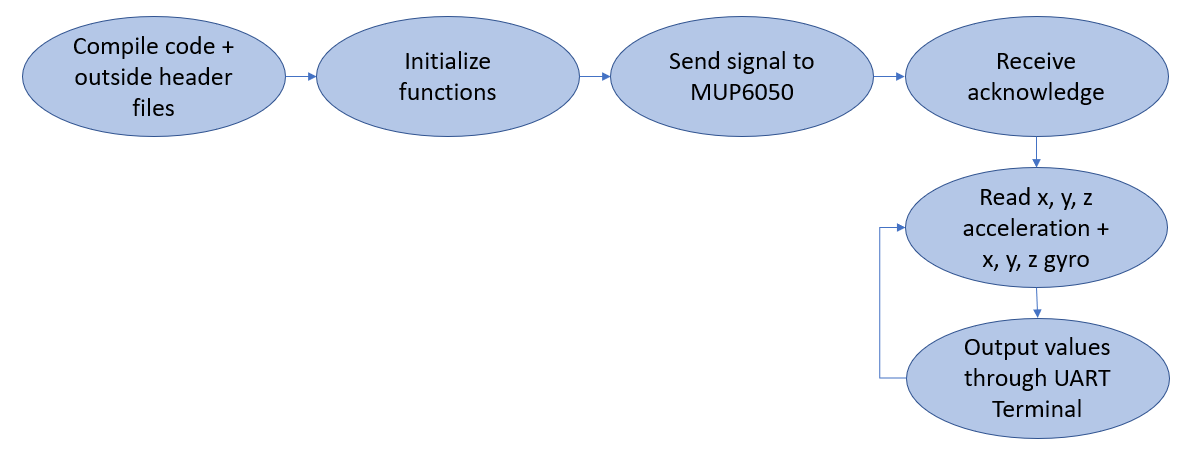 Compile code +
outside header
files
Initialize
functions
Send signal to
MUP6050
Receive
acknowledge
Read x, y, z
acceleration +
x, y, z gyro
Output values
through UART
Terminal